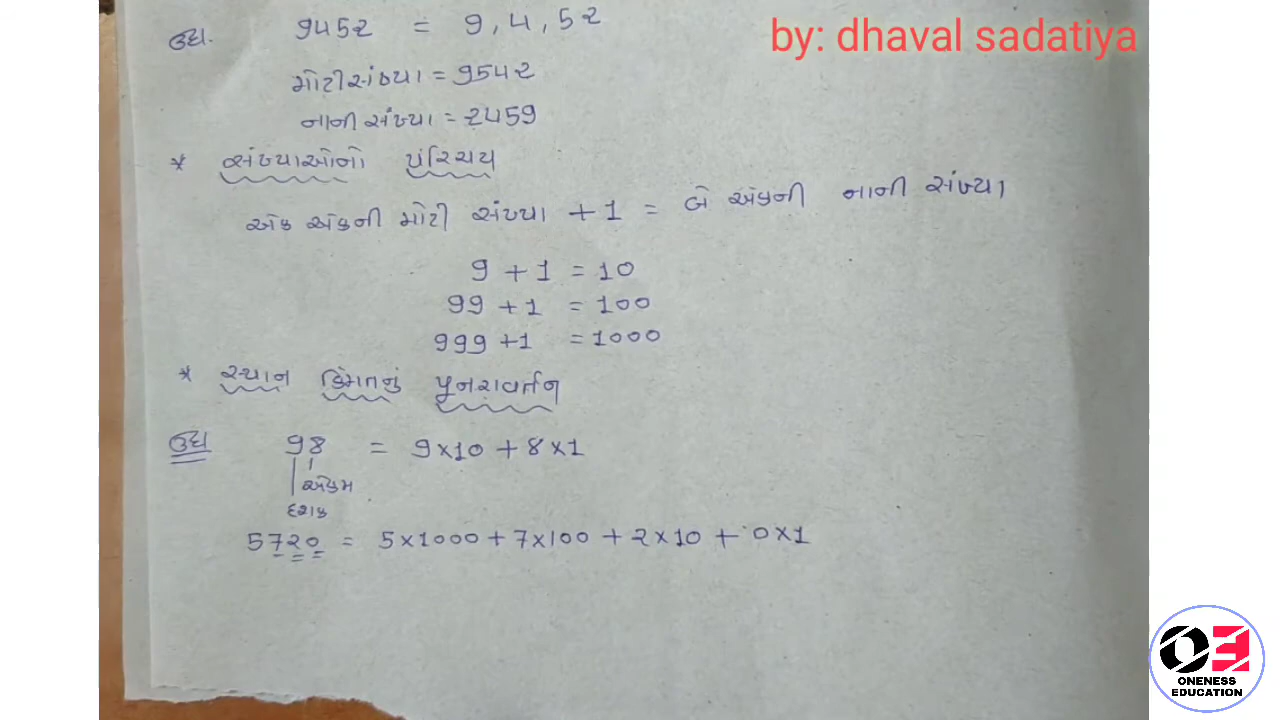 ઉદા. 9452 = 9, 4, 52
by: dhaval sadatiya
મોટી સંખ્યા = 9542
નાની સંખ્યા = 2459
* સંખ્યાઓનો પરિચય
એક અંકની મોટી સંખ્યા + 1 = બે અંકની નાની સંખ્યા
9 + 1 = 10
99 + 1 = 100
999 + 1 = 1000
* સ્થાન કિંમતનું પૂનરાવર્તન
ઉદા 98 = 9 × 10 + 8 × 1
એકમ
દશક
5720 = 5 × 1000 + 7 × 100 + 2 × 10 + 0 × 1
OE
ONENESS
EDUCATION